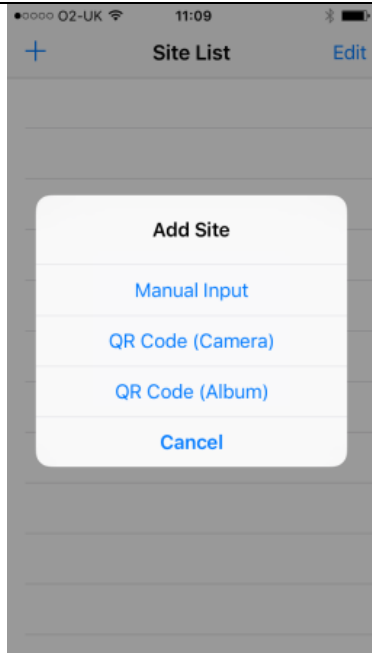 O2-UK 11:09
Site List Edit
Add Site
Manual Input
QR Code (Camera)
QR Code (Album)
Cancel